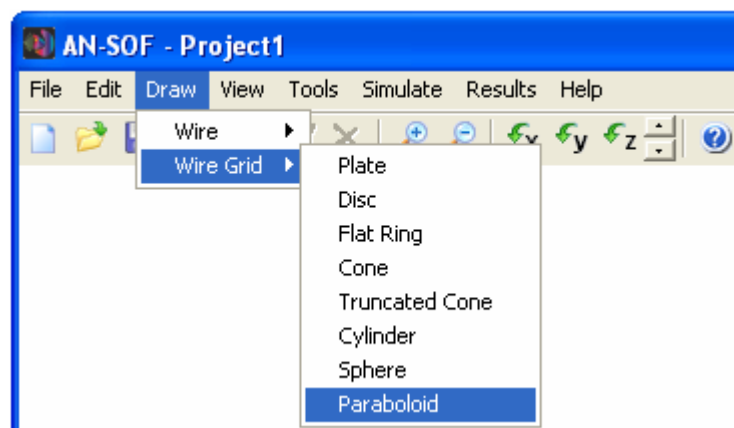 AN-SOF - Project1
File Edit Draw View Tools Simulate Results Help
Wire
x y z
Wire Grid
Plate
Disc
Flat Ring
Cone
Truncated Cone
Cylinder
Sphere
Paraboloid